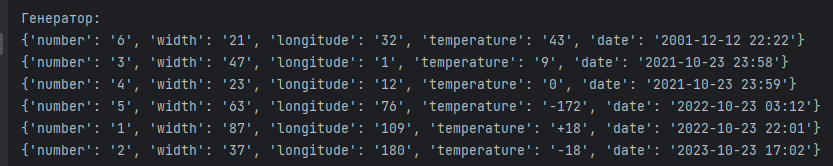 Генератор:
{'number': '6', 'width': '21', 'longitude': '32', 'temperature': '43', 'date': '2001-12-12 22:22'}
{'number': '3', 'width': '47', 'longitude': '1', 'temperature': '9', 'date': '2021-10-23 23:58'}
{'number': '4', 'width': '23', 'longitude': '12', 'temperature': '0', 'date': '2021-10-23 23:59'}
{'number': '5', 'width': '63', 'longitude': '76', 'temperature': '-172', 'date': '2022-10-23 03:12'}
{'number': '1', 'width': '87', 'longitude': '109', 'temperature': '+18', 'date': '2022-10-23 22:01'}
{'number': '2', 'width': '37', 'longitude': '180', 'temperature': '-18', 'date': '2023-10-23 17:02'}